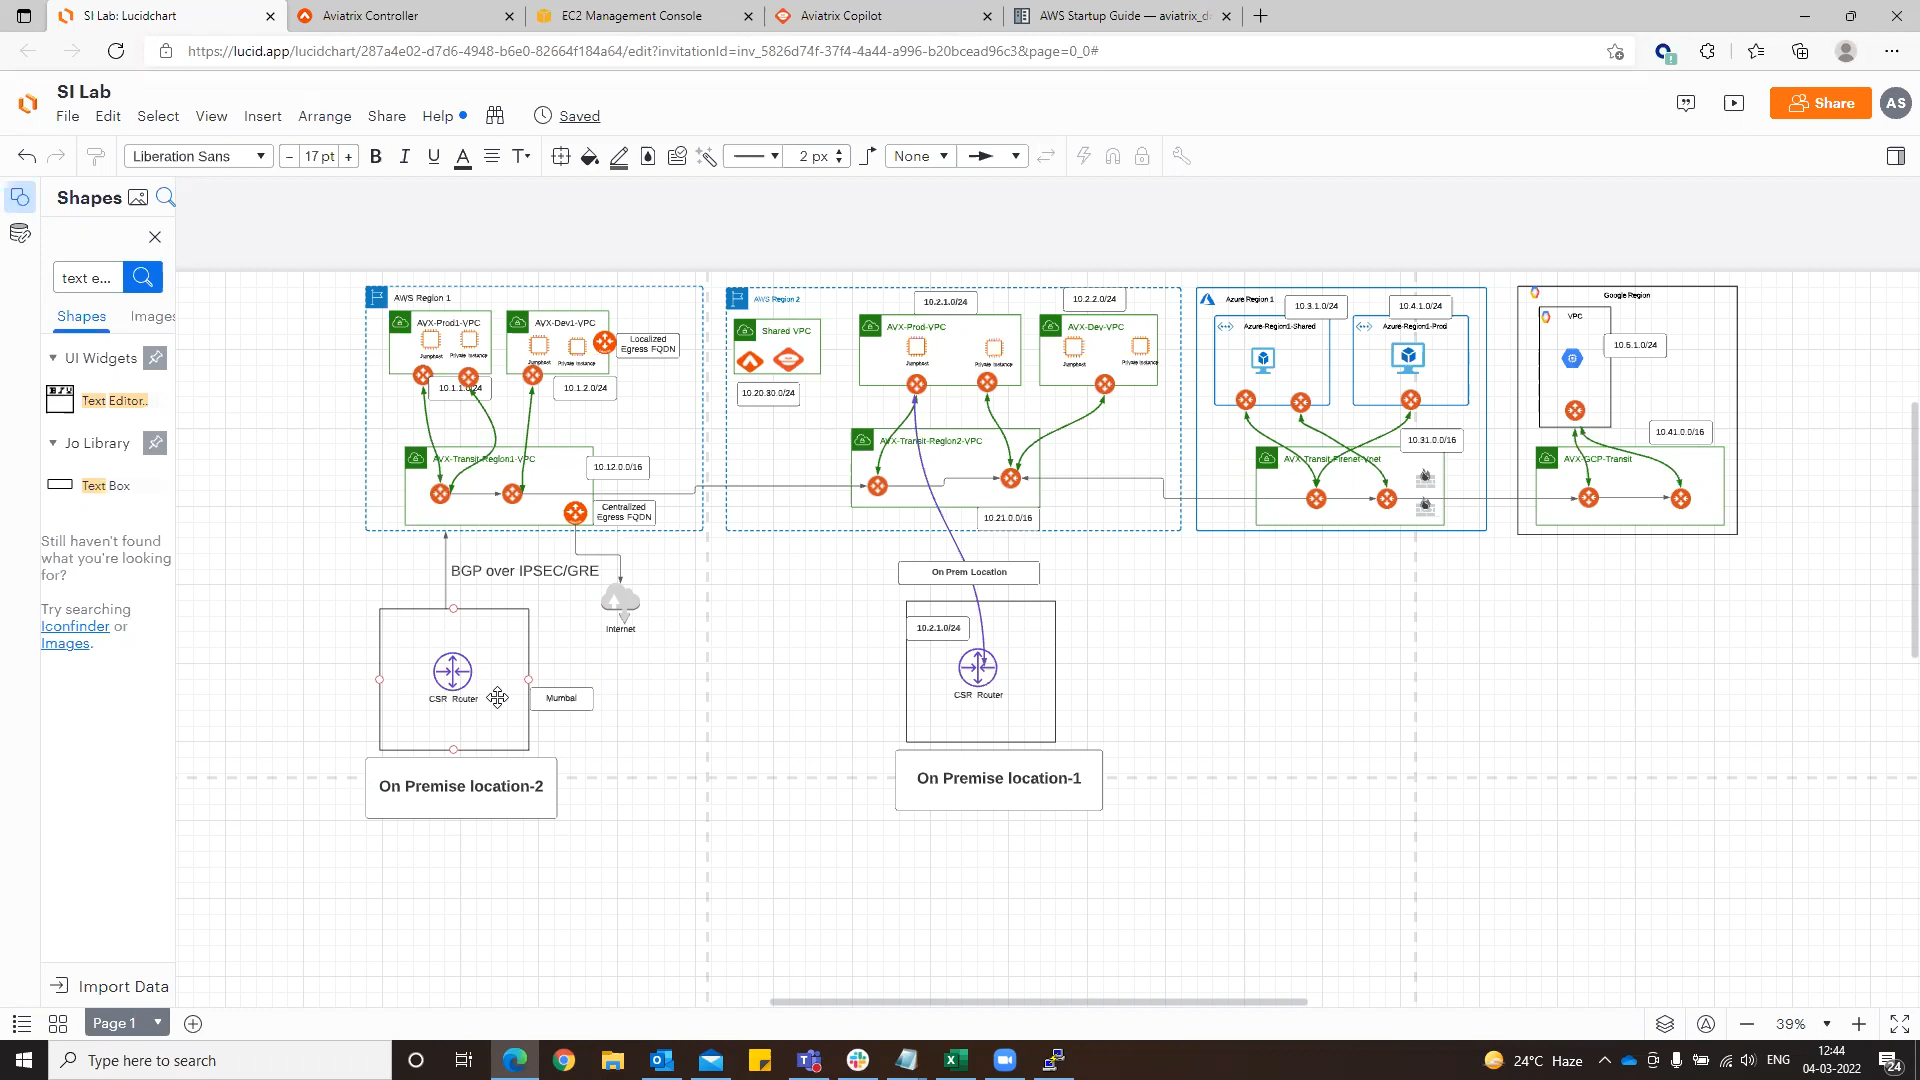 SI Lab: Lucidchart
Aviatrix Controller
EC2 Management Console
Aviatrix Copilot
AWS Startup Guide — aviatrix_d
https://lucid.app/lucidchart/287a4e02-d7d6-4948-b6e0-82664f184a64/edit?invitationId=inv_5826d74f-37f4-4a44-a996-b20bcead96c3&page=0_0#
SI Lab
File Edit Select View Insert Arrange Share Help Saved
Share
AS
Liberation Sans
- 17 pt +
B I U A T
2 px
None
Shapes
text e...
Shapes
Images
UI Widgets
Text Editor..
Jo Library
Text Box
Still haven't found
what you're looking
for?
Try searching
Iconfinder or
Images.
Import Data
AWS Region 1
AVX-Prod1-VPC
Jumphost
Private Instance
10.1.1.0/24
AVX-Dev1-VPC
Jumphost
Private Instance
Localized
Egress FQDN
10.1.2.0/24
AVX-Transit-Region1-VPC
10.12.0.0/16
Centralized
Egress FQDN
BGP over IPSEC/GRE
Internet
CSR Router
Mumbai
On Premise location-2
AWS Region 2
Shared VPC
10.20.30.0/24
10.2.1.0/24
AVX-Prod-VPC
Jumphost
Private Instance
10.2.2.0/24
AVX-Dev-VPC
Jumphost
Private Instance
AVX-Transit-Region2-VPC
10.21.0.0/16
On Prem Location
10.2.1.0/24
CSR Router
On Premise location-1
Azure Region 1
10.3.1.0/24
10.4.1.0/24
Azure-Region1-Shared
Azure-Region1-Prod
10.31.0.0/16
AVX-Transit-Firenet-Vnet
Google Region
VPC
10.5.1.0/24
10.41.0.0/16
AVX-GCP-Transit
Page 1
39%
Type here to search
24°C Haze
ENG
12:44
04-03-2022
24